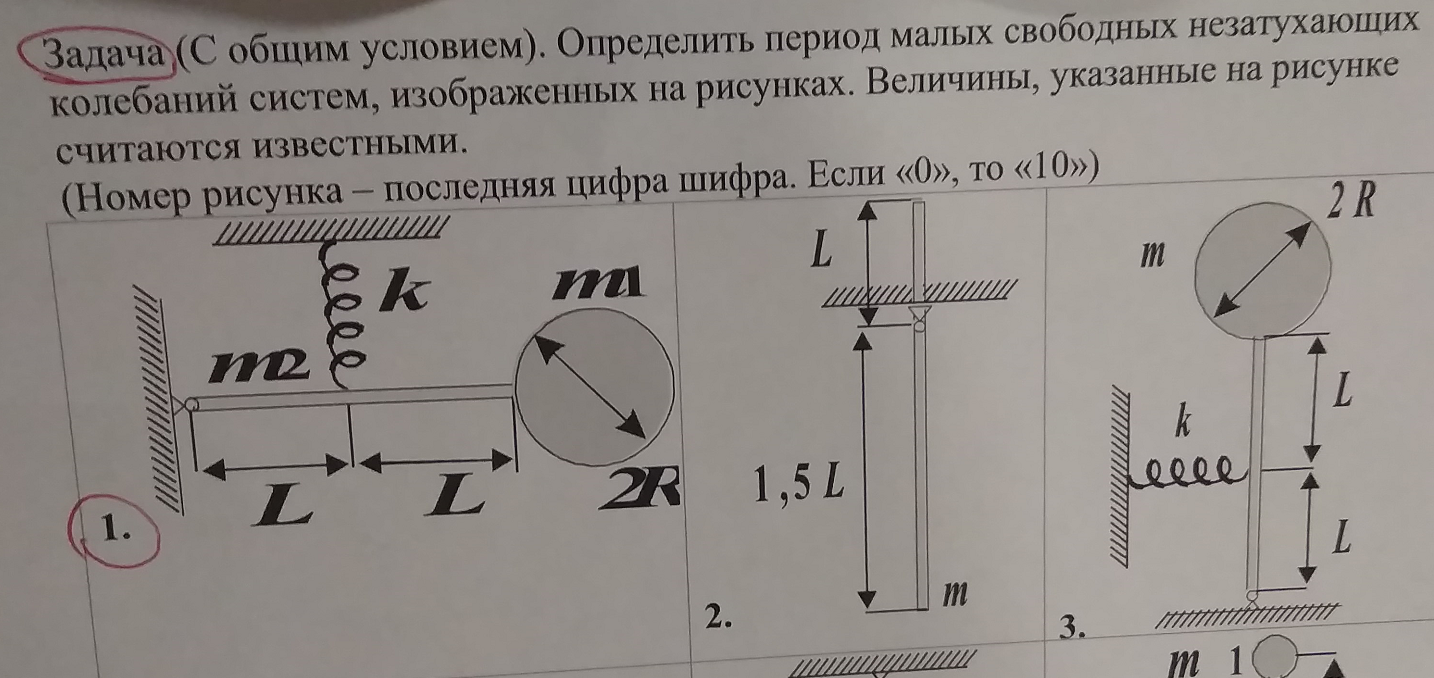 Задача (С общим условием). Определить период малых свободных незатухающих
колебаний систем, изображенных на рисунках. Величины, указанные на рисунке
считаются известными.
(Номер рисунка – последняя цифра шифра. Если «0», то «10»)
k
m1
m2
L
L
2R
1.
L
1,5 L
m
2.
2 R
m
L
k
L
3.
m 1